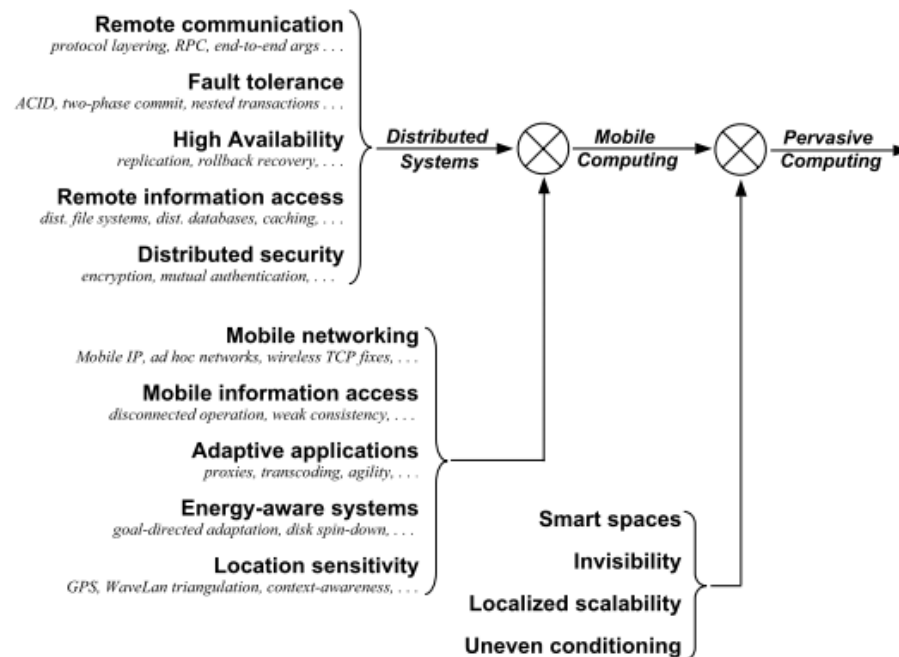 Remote communication
protocol layering, RPC, end-to-end args . . .
Fault tolerance
ACID, two-phase commit, nested transactions . . .
High Availability
replication, rollback recovery, . . .
Remote information access
dist. file systems, dist. databases, caching, . . .
Distributed security
encryption, mutual authentication, . . .
Distributed
Systems
Mobile
Computing
Pervasive
Computing
Mobile networking
Mobile IP, ad hoc networks, wireless TCP fixes, . . .
Mobile information access
disconnected operation, weak consistency, . . .
Adaptive applications
proxies, transcoding, agility, . . .
Energy-aware systems
goal-directed adaptation, disk spin-down, . . .
Location sensitivity
GPS, WaveLan triangulation, context-awareness, . . .
Smart spaces
Invisibility
Localized scalability
Uneven conditioning